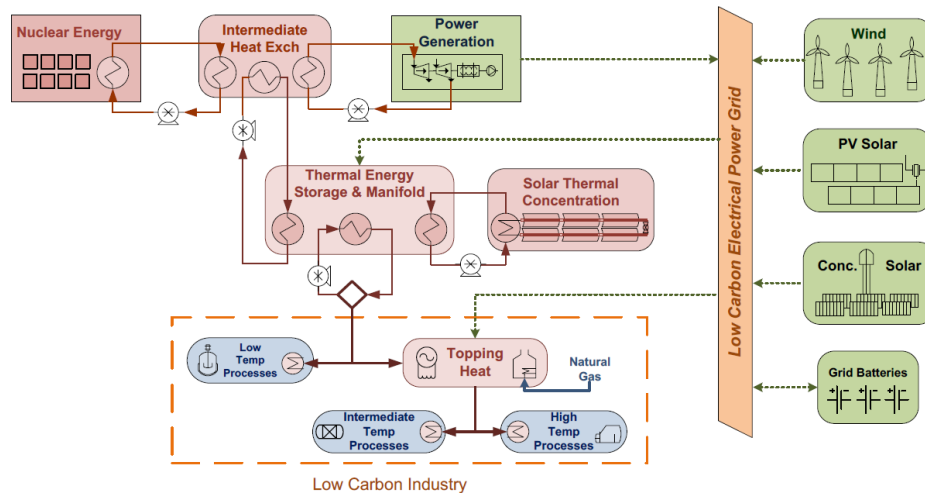 Nuclear Energy
Intermediate
Heat Exch
Power
Generation
Wind
PV Solar
Thermal Energy
Storage & Manifold
Solar Thermal
Concentration
Low Carbon Electrical Power Grid
Conc. Solar
Low
Temp
Processes
Topping
Heat
Natural
Gas
Grid Batteries
Intermediate
Temp
Processes
High
Temp
Processes
Low Carbon Industry